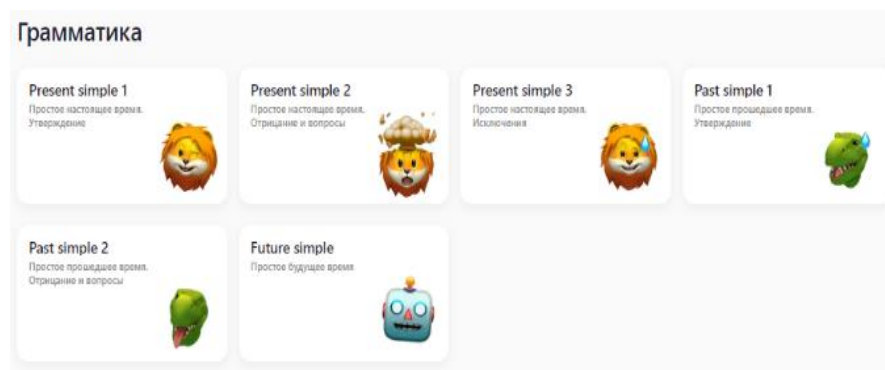 Грамматика
Present simple 1
Простое настоящее время.
Утверждение
Present simple 2
Простое настоящее время.
Отрицание и вопросы
Present simple 3
Простое настоящее время.
Исключения
Past simple 1
Простое прошедшее время.
Утверждение
Past simple 2
Простое прошедшее время.
Отрицание и вопросы
Future simple
Простое будущее время